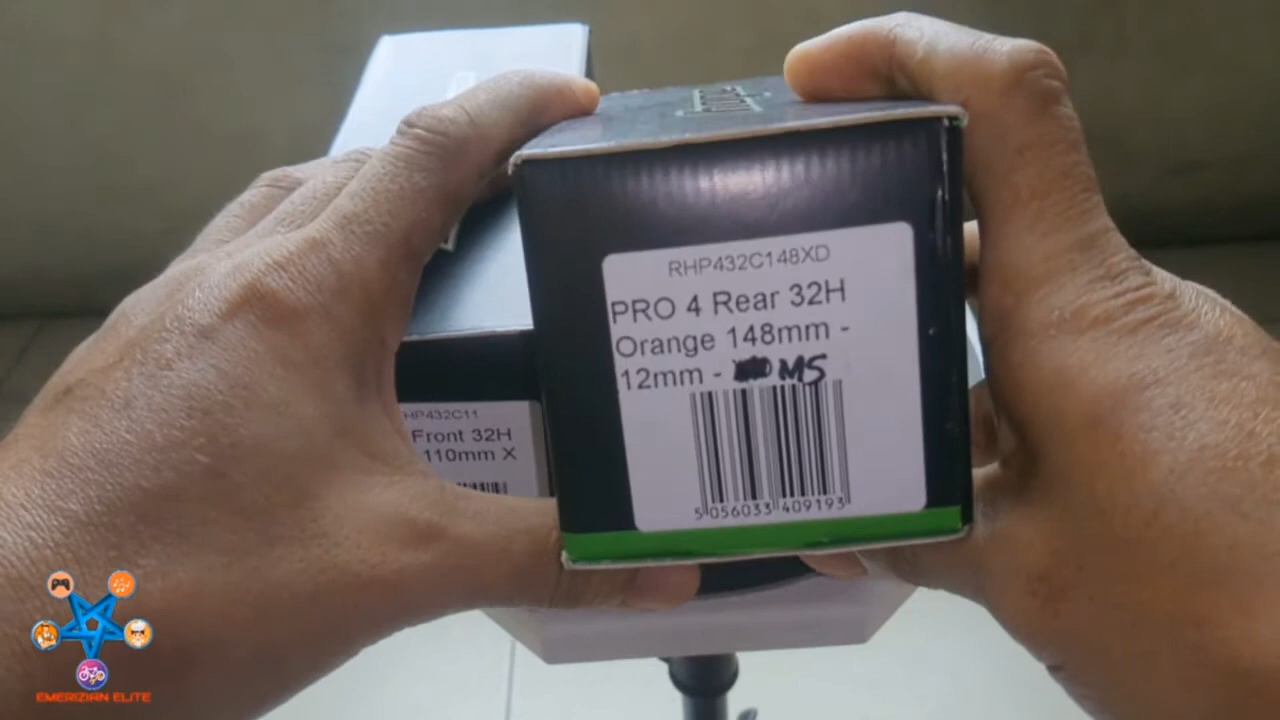 RHP432C148XD
PRO 4 Rear 32H
Orange 148mm -
12mm - MS
5 056033 409193
HP432C11
Front 32H
110mm X
EMERIZIAN ELITE